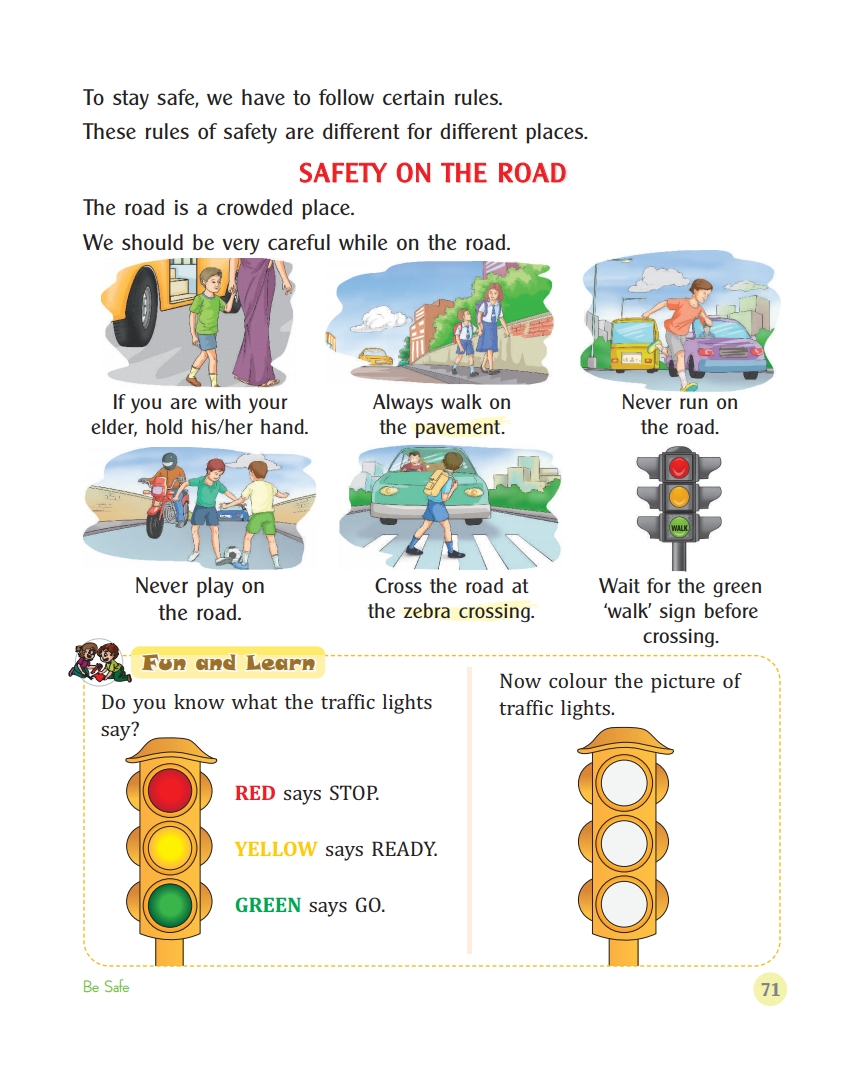 To stay safe, we have to follow certain rules.
These rules of safety are different for different places.
SAFETY ON THE ROAD
The road is a crowded place.
We should be very careful while on the road.
If you are with your
elder, hold his/her hand.
Always walk on
the pavement.
Never run on
the road.
WALK
Never play on
the road.
Cross the road at
the zebra crossing.
Wait for the green
‘walk’ sign before
crossing.
Fun and Learn
Do you know what the traffic lights
say?
RED says STOP.
YELLOW says READY.
GREEN says GO.
Now colour the picture of
traffic lights.
Be Safe
71